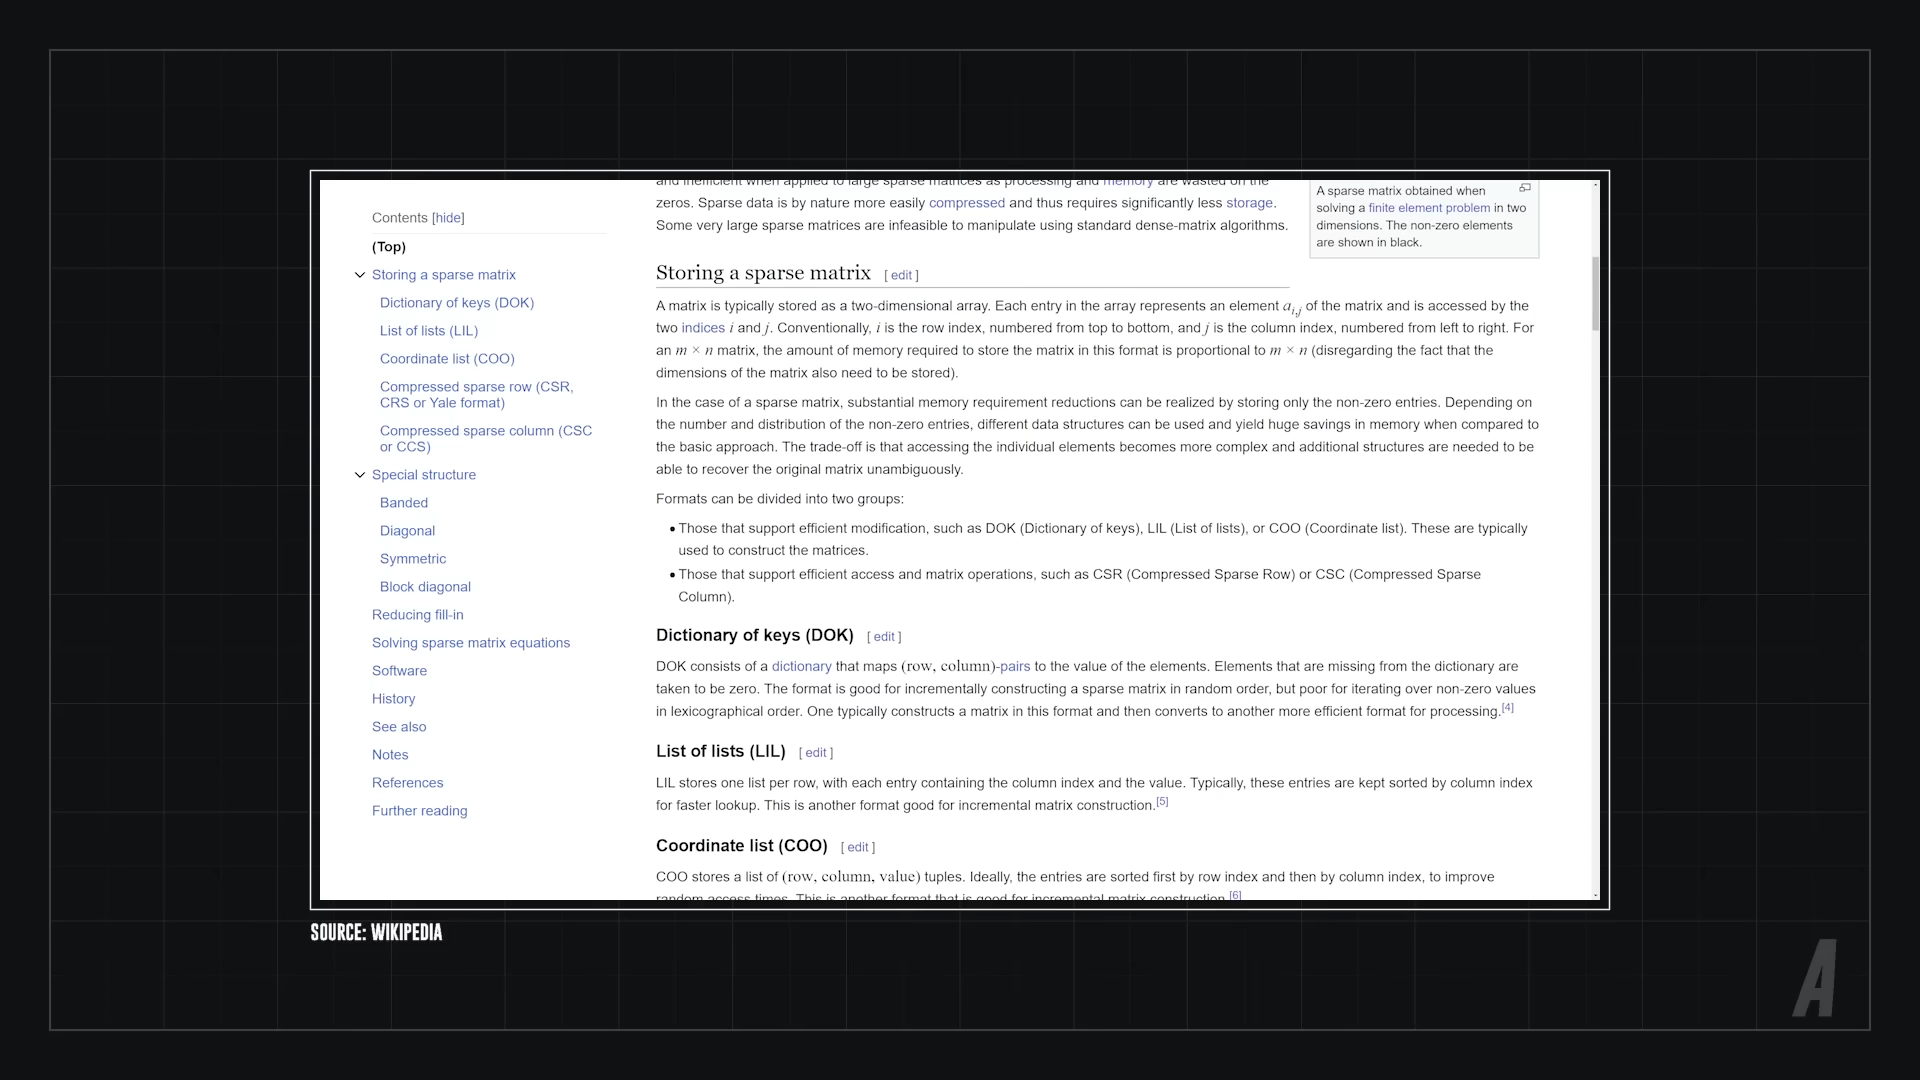 Contents [hide]
(Top)
Storing a sparse matrix
Dictionary of keys (DOK)
List of lists (LIL)
Coordinate list (COO)
Compressed sparse row (CSR,
CRS or Yale format)
Compressed sparse column (CSC
or CCS)
Special structure
Banded
Diagonal
Symmetric
Block diagonal
Reducing fill-in
Solving sparse matrix equations
Software
History
See also
Notes
References
Further reading
and inefficient when applied to large sparse matrices as processing and memory are wasted on the
zeros. Sparse data is by nature more easily compressed and thus requires significantly less storage.
Some very large sparse matrices are infeasible to manipulate using standard dense-matrix algorithms.
A sparse matrix obtained when
solving a finite element problem in two
dimensions. The non-zero elements
are shown in black.
Storing a sparse matrix [ edit ]
A matrix is typically stored as a two-dimensional array. Each entry in the array represents an element a_{i,j} of the matrix and is accessed by the
two indices i and j. Conventionally, i is the row index, numbered from top to bottom, and j is the column index, numbered from left to right. For
an m × n matrix, the amount of memory required to store the matrix in this format is proportional to m × n (disregarding the fact that the
dimensions of the matrix also need to be stored).
In the case of a sparse matrix, substantial memory requirement reductions can be realized by storing only the non-zero entries. Depending on
the number and distribution of the non-zero entries, different data structures can be used and yield huge savings in memory when compared to
the basic approach. The trade-off is that accessing the individual elements becomes more complex and additional structures are needed to be
able to recover the original matrix unambiguously.
Formats can be divided into two groups:
• Those that support efficient modification, such as DOK (Dictionary of keys), LIL (List of lists), or COO (Coordinate list). These are typically
used to construct the matrices.
• Those that support efficient access and matrix operations, such as CSR (Compressed Sparse Row) or CSC (Compressed Sparse
Column).
Dictionary of keys (DOK) [ edit ]
DOK consists of a dictionary that maps (row, column)-pairs to the value of the elements. Elements that are missing from the dictionary are
taken to be zero. The format is good for incrementally constructing a sparse matrix in random order, but poor for iterating over non-zero values
in lexicographical order. One typically constructs a matrix in this format and then converts to another more efficient format for processing.[4]
List of lists (LIL) [ edit ]
LIL stores one list per row, with each entry containing the column index and the value. Typically, these entries are kept sorted by column index
for faster lookup. This is another format good for incremental matrix construction.[5]
Coordinate list (COO) [ edit ]
COO stores a list of (row, column, value) tuples. Ideally, the entries are sorted first by row index and then by column index, to improve
random access times. This is another format that is good for incremental matrix construction.[6]
SOURCE: WIKIPEDIA
A